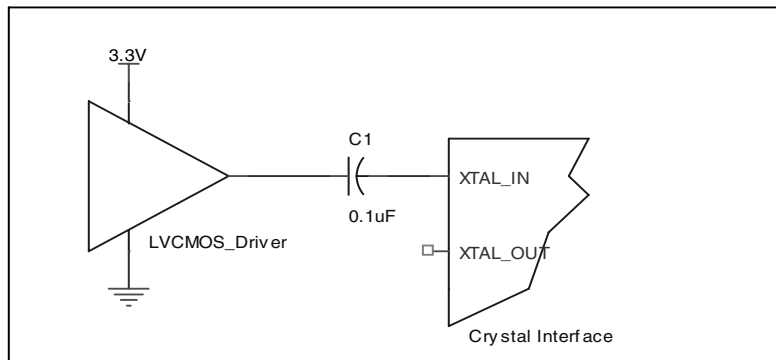 3.3V
C1
XTAL_IN
0.1uF
LVCMOS_Driver
XTAL_OUT
Crystal Interface